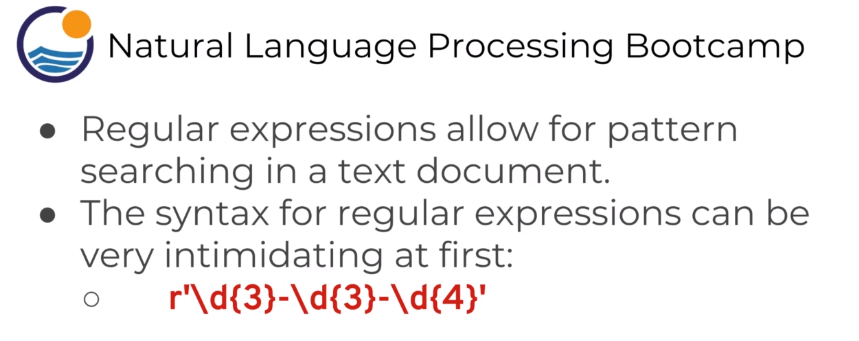 Natural Language Processing Bootcamp
● Regular expressions allow for pattern
searching in a text document.
● The syntax for regular expressions can be
very intimidating at first:
○ r'\d{3}-\d{3}-\d{4}'